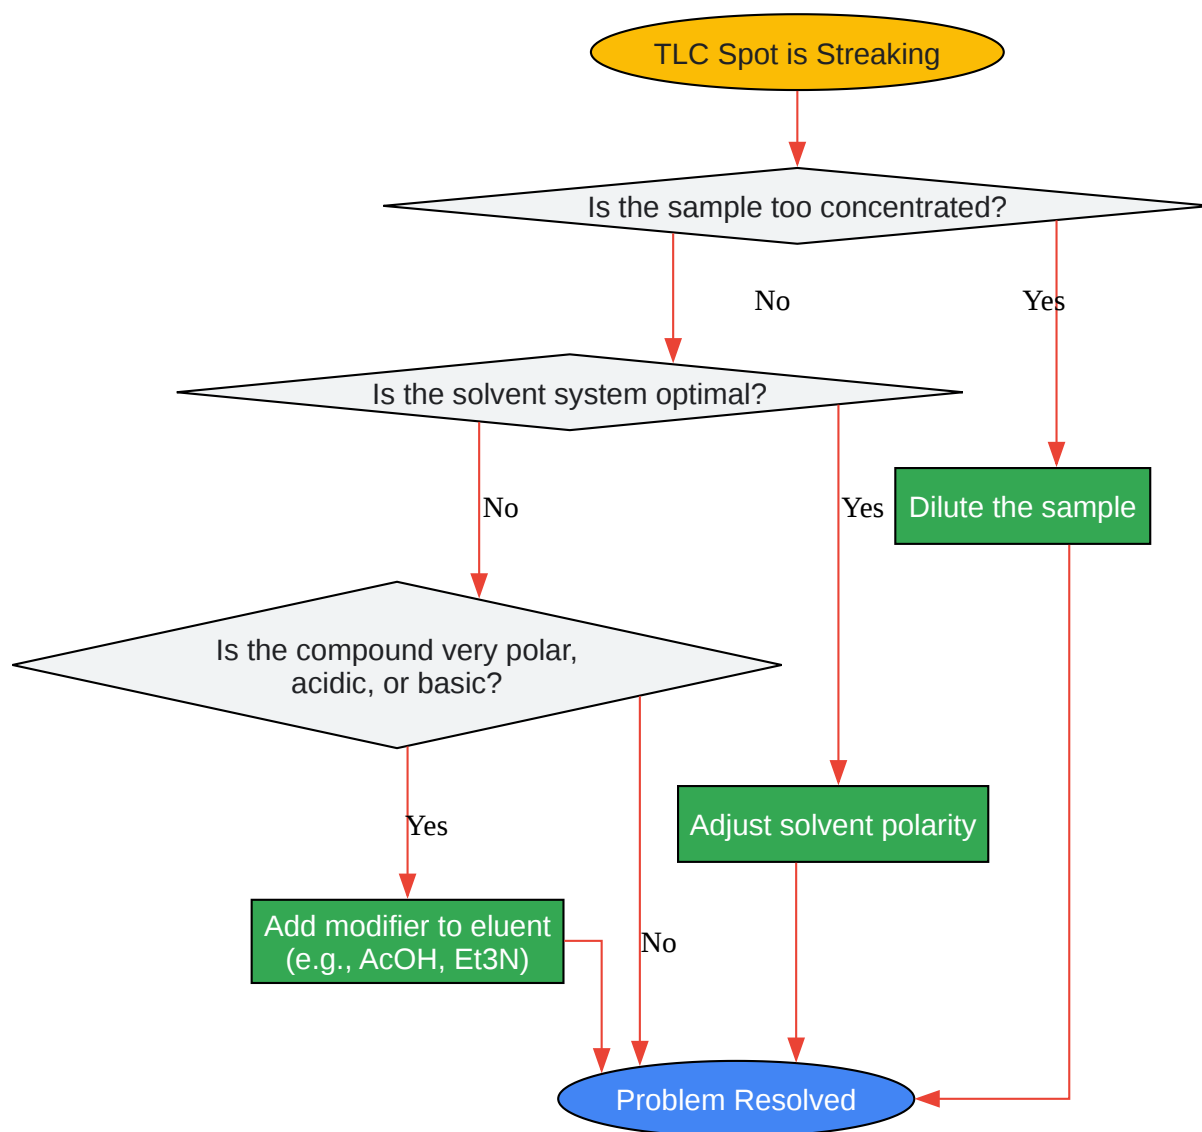 TLC Spot is Streaking
Is the sample too concentrated?
No
Yes
Is the solvent system optimal?
No
Yes
Dilute the sample
Is the compound very polar,
acidic, or basic?
Yes
Adjust solvent polarity
Add modifier to eluent
(e.g., AcOH, Et3N)
No
Problem Resolved